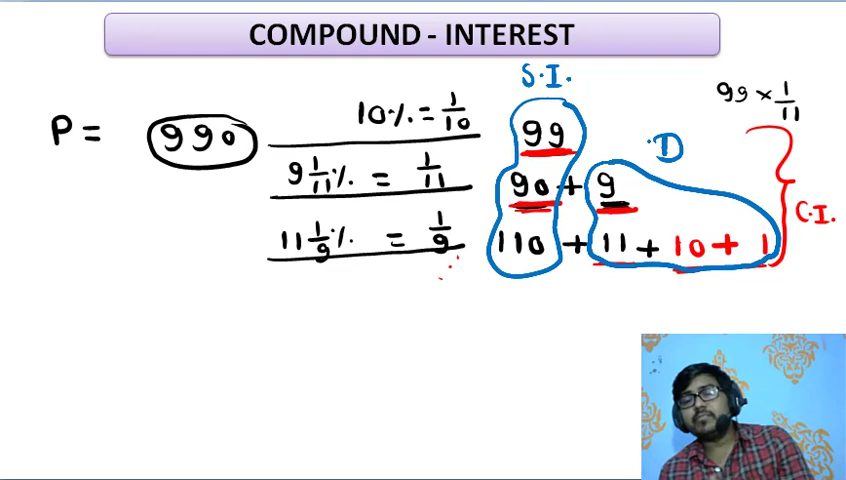 COMPOUND - INTEREST
S.I.
99 × 1/11
P = 990
10% = 1/10
99
D
9 1/11 % = 1/11
90 + 9
C.I.
11 1/9 % = 1/9
110 + 11 + 10 + 1